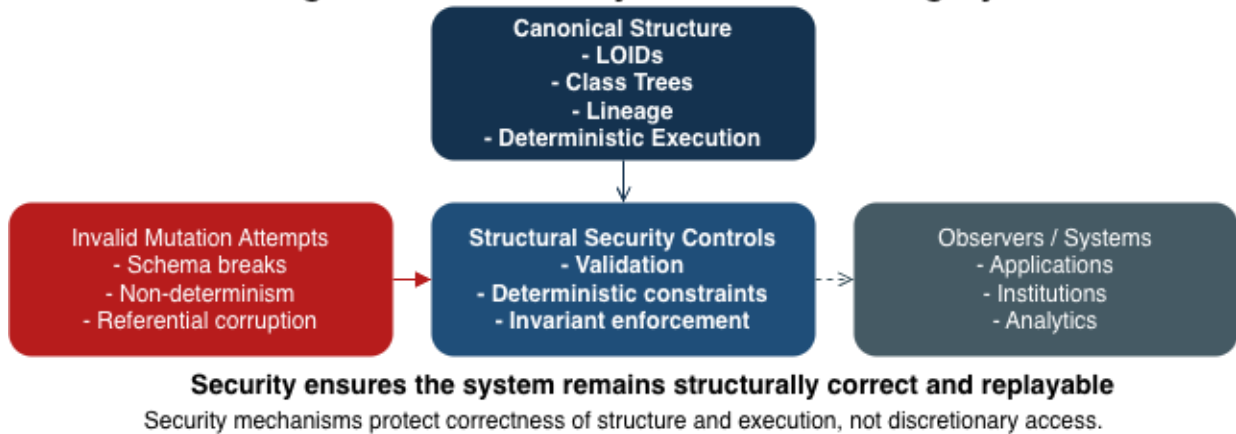 Canonical Structure
- LOIDs
- Class Trees
- Lineage
- Deterministic Execution
Invalid Mutation Attempts
- Schema breaks
- Non-determinism
- Referential corruption
Structural Security Controls
- Validation
- Deterministic constraints
- Invariant enforcement
Observers / Systems
- Applications
- Institutions
- Analytics
Security ensures the system remains structurally correct and replayable
Security mechanisms protect correctness of structure and execution, not discretionary access.